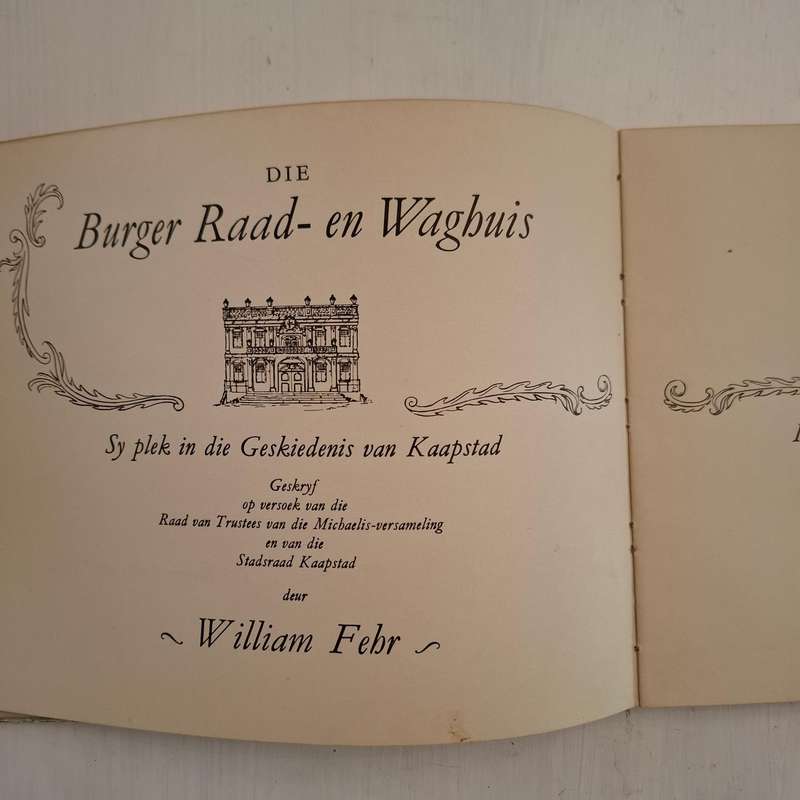 DIE
Burger Raad- en Waghuis
Sy plek in die Geskiedenis van Kaapstad
Geskryf
op versoek van die
Raad van Trustees van die Michaelis-versameling
en van die
Stadsraad Kaapstad
deur
~ William Fehr ~